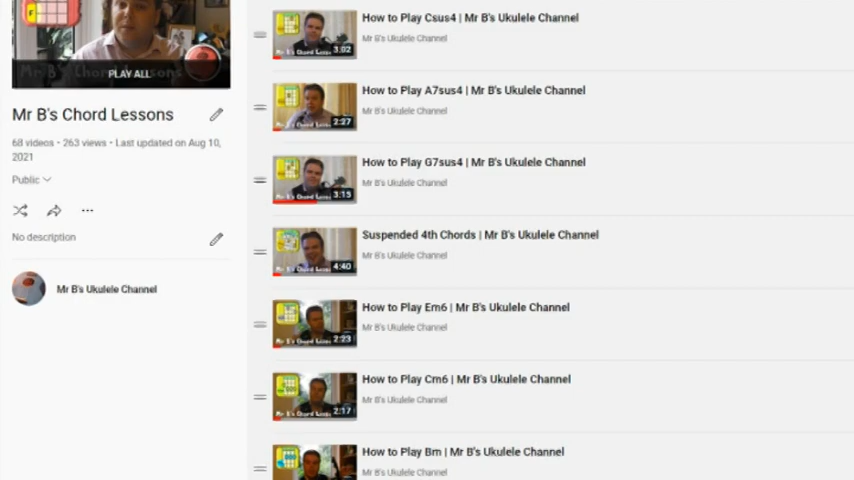 PLAY ALL
Mr B's Chord Lessons
68 videos • 263 views • Last updated on Aug 10,
2021
Public
No description
Mr B's Ukulele Channel
How to Play Csus4 | Mr B's Ukulele Channel
Mr B's Ukulele Channel
3:02
How to Play A7sus4 | Mr B's Ukulele Channel
Mr B's Ukulele Channel
2:27
How to Play G7sus4 | Mr B's Ukulele Channel
Mr B's Ukulele Channel
Mr B's Chord Lessons
3:15
Suspended 4th Chords | Mr B's Ukulele Channel
Mr B's Ukulele Channel
4:40
How to Play Em6 | Mr B's Ukulele Channel
Mr B's Ukulele Channel
2:23
How to Play Cm6 | Mr B's Ukulele Channel
Mr B's Ukulele Channel
2:17
How to Play Bm | Mr B's Ukulele Channel
Mr B's Ukulele Channel